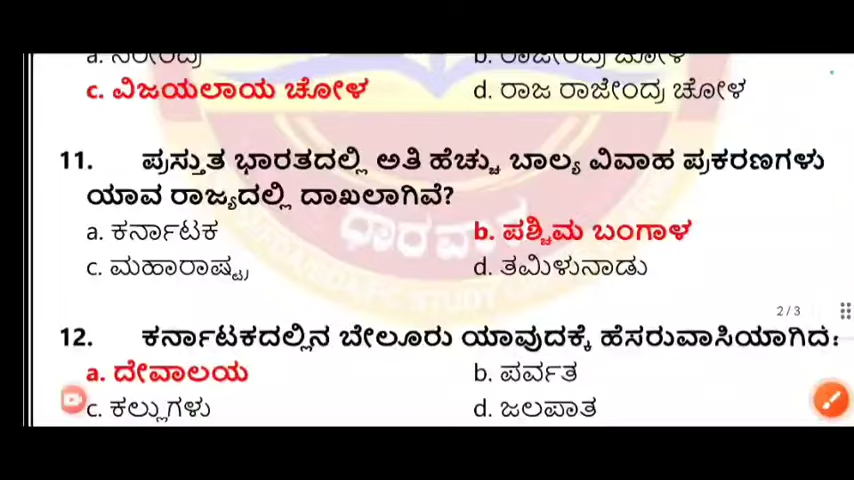 c. ವಿಜಯಲಾಯ ಚೋಳ d. ರಾಜ ರಾಜೇಂದ್ರ ಚೋಳ
11. ಪ್ರಸ್ತುತ ಭಾರತದಲ್ಲಿ ಅತಿ ಹೆಚ್ಚು ಬಾಲ್ಯ ವಿವಾಹ ಪ್ರಕರಣಗಳು
ಯಾವ ರಾಜ್ಯದಲ್ಲಿ ದಾಖಲಾಗಿವೆ?
a. ಕರ್ನಾಟಕ b. ಪಶ್ಚಿಮ ಬಂಗಾಳ
ಧಾರವಾಡ
c. ಮಹಾರಾಷ್ಟ್ರ d. ತಮಿಳುನಾಡು
2/3
12. ಕರ್ನಾಟಕದಲ್ಲಿನ ಬೇಲೂರು ಯಾವುದಕ್ಕೆ ಹೆಸರುವಾಸಿಯಾಗಿದೆ:
a. ದೇವಾಲಯ b. ಪರ್ವತ
c. ಕಲ್ಲುಗಳು d. ಜಲಪಾತ